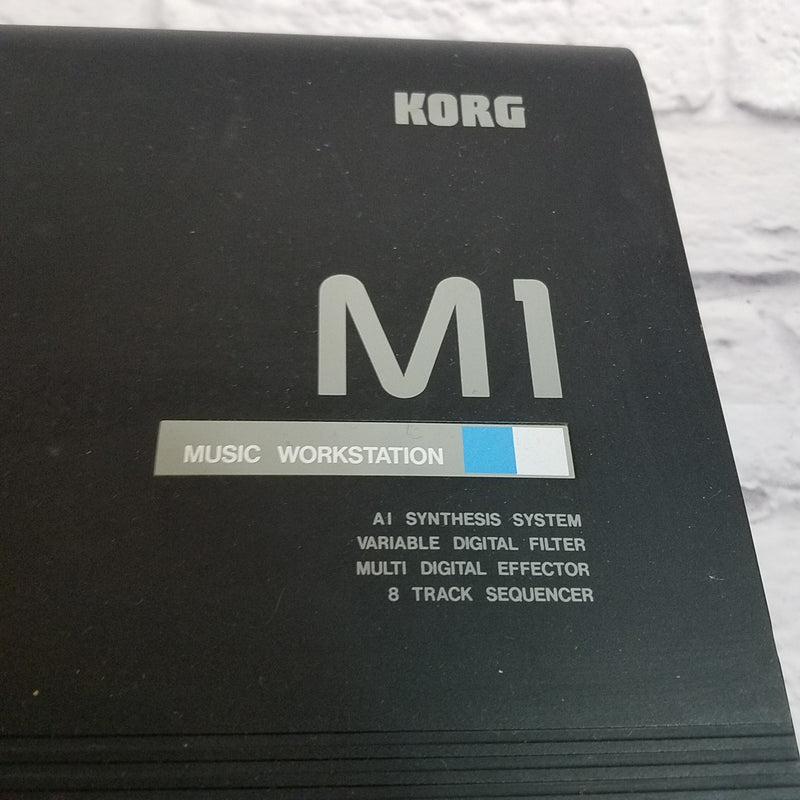 KORG
M1
MUSIC WORKSTATION
AI SYNTHESIS SYSTEM
VARIABLE DIGITAL FILTER
MULTI DIGITAL EFFECTOR
8 TRACK SEQUENCER